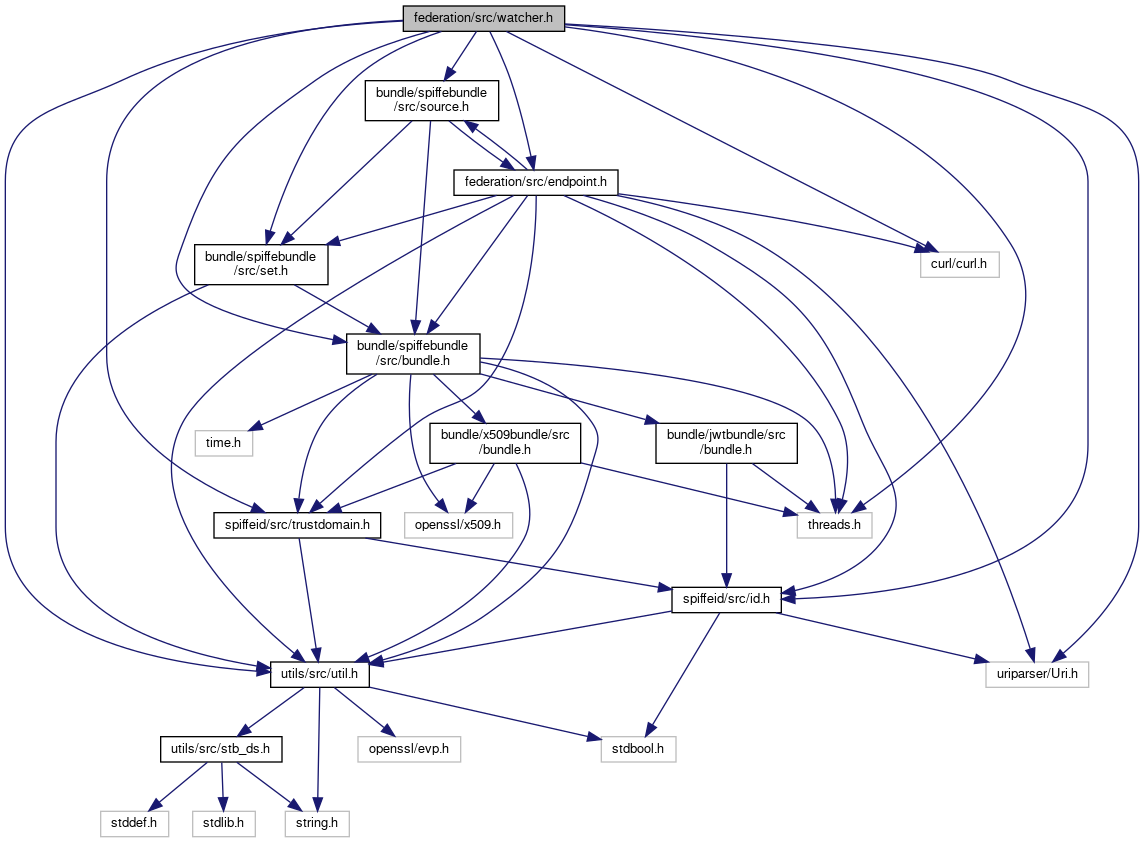 federation/src/watcher.h
bundle/spiffebundle
/src/source.h
federation/src/endpoint.h
bundle/spiffebundle
/src/set.h
curl/curl.h
bundle/spiffebundle
/src/bundle.h
time.h
bundle/x509bundle/src
/bundle.h
bundle/jwtbundle/src
/bundle.h
spiffeid/src/trustdomain.h
openssl/x509.h
threads.h
spiffeid/src/id.h
utils/src/util.h
uriparser/Uri.h
utils/src/stb_ds.h
openssl/evp.h
stdbool.h
stddef.h
stdlib.h
string.h